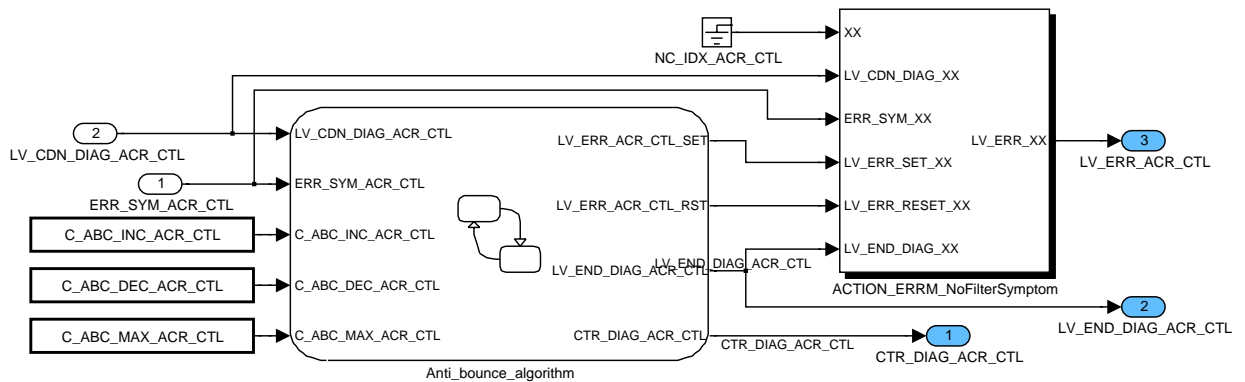 XX
NC_IDX_ACR_CTL
LV_CDN_DIAG_XX
ERR_SYM_XX
2
LV_CDN_DIAG_ACR_CTL
LV_CDN_DIAG_ACR_CTL
LV_ERR_ACR_CTL_SET
LV_ERR_XX
3
LV_ERR_ACR_CTL
LV_ERR_SET_XX
1
ERR_SYM_ACR_CTL
ERR_SYM_ACR_CTL
LV_ERR_ACR_CTL_RST
LV_ERR_RESET_XX
C_ABC_INC_ACR_CTL
C_ABC_INC_ACR_CTL
LV_END_DIAG_XX
LV_END_DIAG_ACR_CTL
LV_END_DIAG_ACR_CTL
C_ABC_DEC_ACR_CTL
C_ABC_DEC_ACR_CTL
ACTION_ERRM_NoFilterSymptom
2
LV_END_DIAG_ACR_CTL
C_ABC_MAX_ACR_CTL
C_ABC_MAX_ACR_CTL
CTR_DIAG_ACR_CTL
CTR_DIAG_ACR_CTL
1
CTR_DIAG_ACR_CTL
Anti_bounce_algorithm